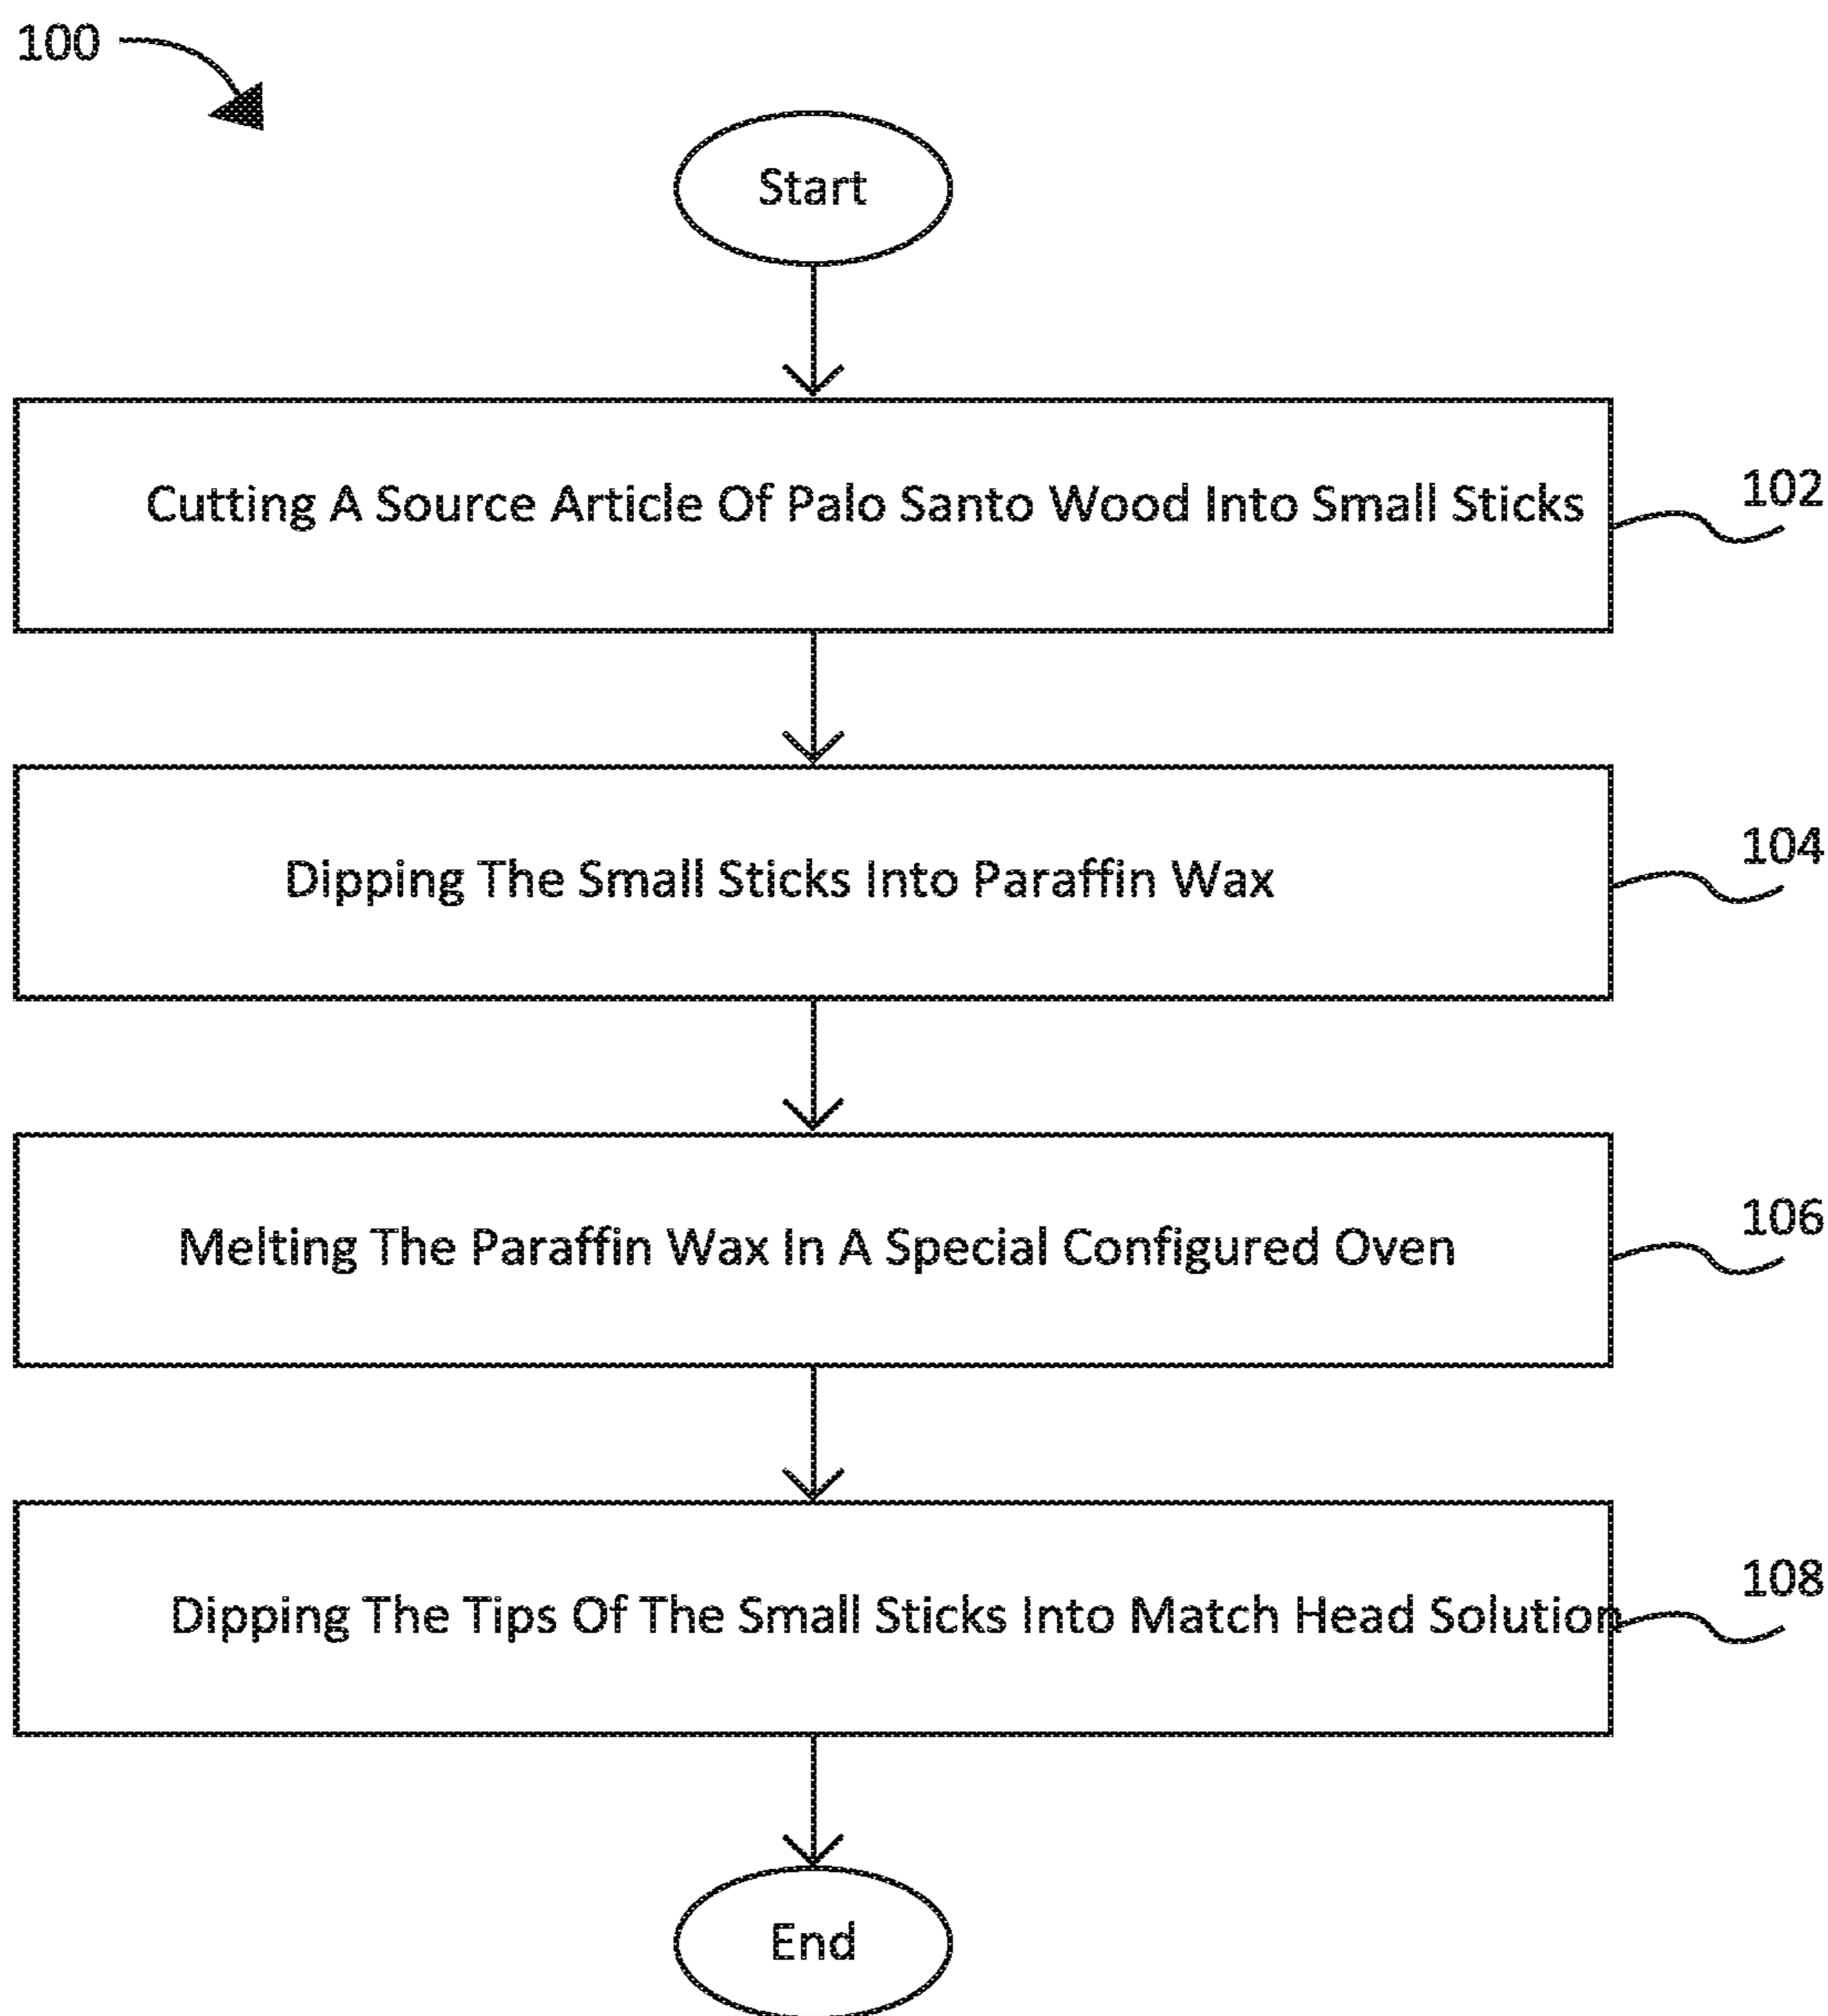 100
Start
Cutting A Source Article Of Palo Santo Wood Into Small Sticks
102
Dipping The Small Sticks Into Paraffin Wax
104
Melting The Paraffin Wax In A Special Configured Oven
106
Dipping The Tips Of The Small Sticks Into Match Head Solution
108
End